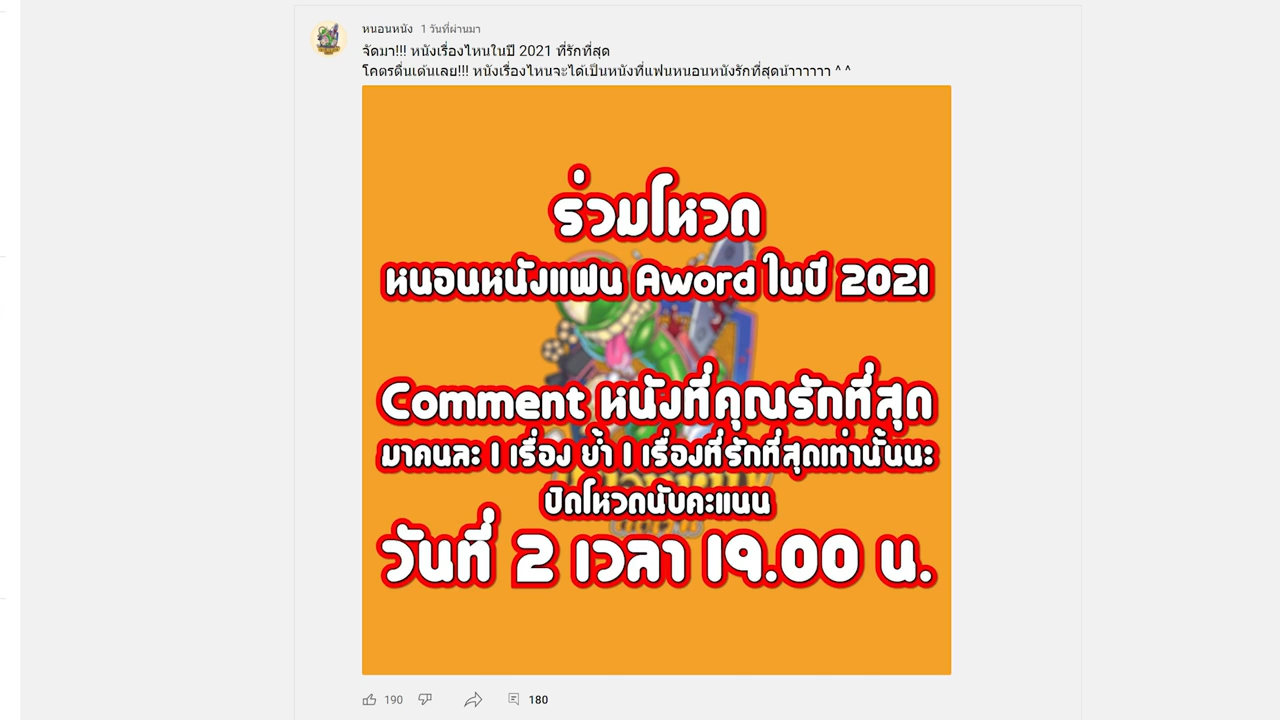 หนอนหนัง 1 วันที่ผ่านมา
จัดมา!!! หนังเรื่องไหนในปี 2021 ที่รักที่สุด
โคตรดื่นเด้นเลย!!! หนังเรื่องไหนจะได้เป็นหนังที่แฟนหนอนหนังรักที่สุดน้าาาาาา ^ ^
ร่วมโหวด
หนอนหนังแฟน Aword ในปี 2021
Comment หนังที่คุณรักที่สุด
มาคนละ 1 เรื่อง ย้ำ 1 เรื่องที่รักที่สุดเท่านั้นนะ
ปิดโหวดนับคะแนน
วันที่ 2 เวลา 19.00 น.
190 180